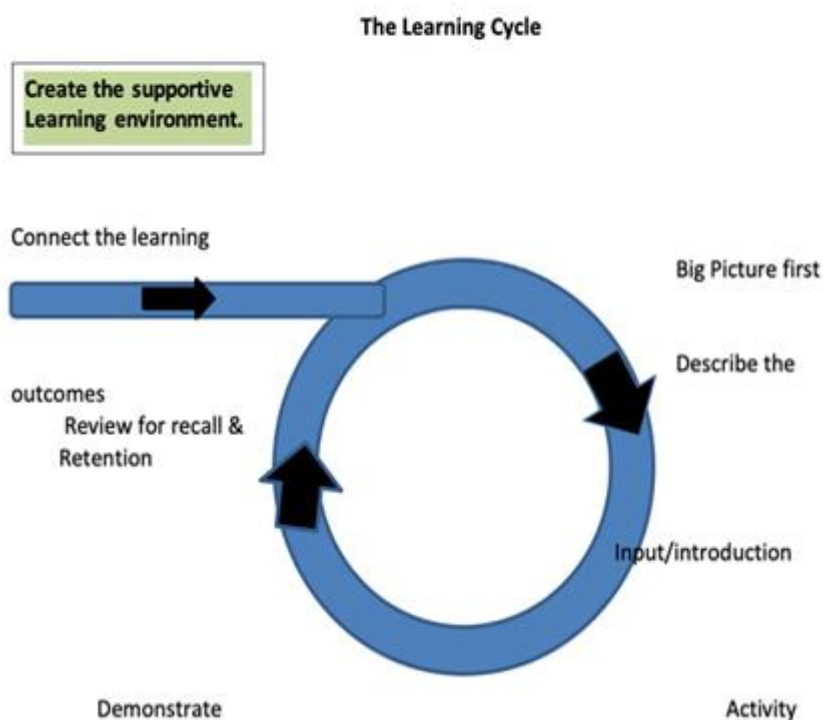 The Learning Cycle
Create the supportive
Learning environment.
Connect the learning
Big Picture first
Describe the
outcomes
Review for recall &
Retention
Input/introduction
Demonstrate
Activity